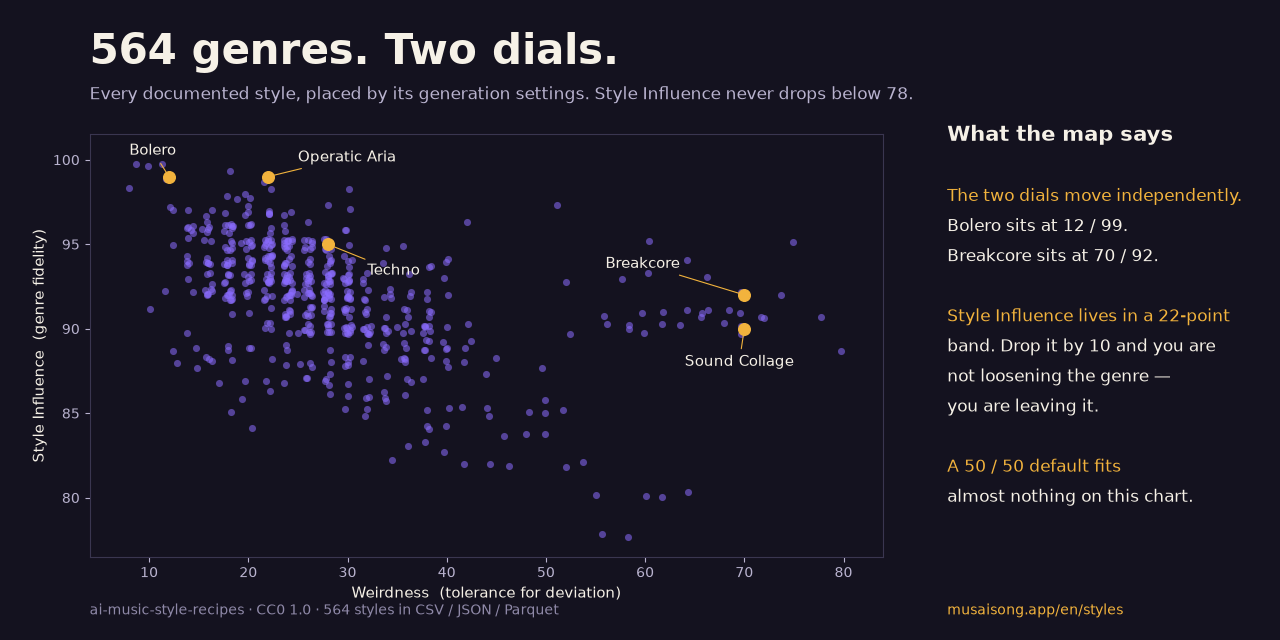 564 genres. Two dials.
Every documented style, placed by its generation settings. Style Influence never drops below 78.
Bolero
Operatic Aria
Techno
Breakcore
Sound Collage
100
95
90
85
80
Style Influence (genre fidelity)
10 20 30 40 50 60 70 80
Weirdness (tolerance for deviation)
What the map says
The two dials move independently.
Bolero sits at 12 / 99.
Breakcore sits at 70 / 92.
Style Influence lives in a 22-point
band. Drop it by 10 and you are
not loosening the genre —
you are leaving it.
A 50 / 50 default fits
almost nothing on this chart.
ai-music-style-recipes · CC0 1.0 · 564 styles in CSV / JSON / Parquet
musaisong.app/en/styles